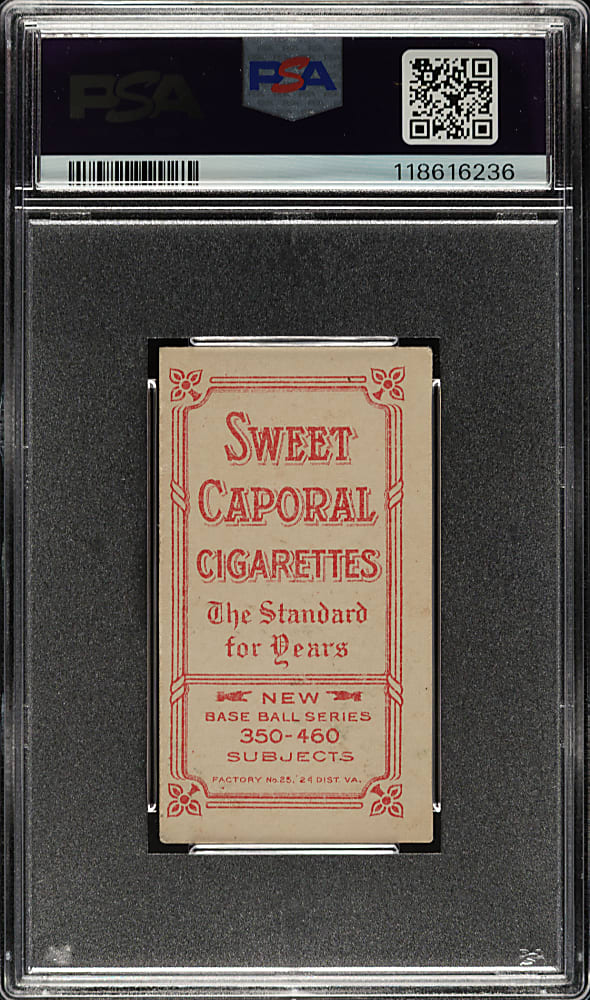 PSA
PSA
118616236
SWEET
CAPORAL
CIGARETTES
The Standard
for Years
NEW
BASE BALL SERIES
350-460
SUBJECTS
FACTORY No. 25, 2d DIST. VA.